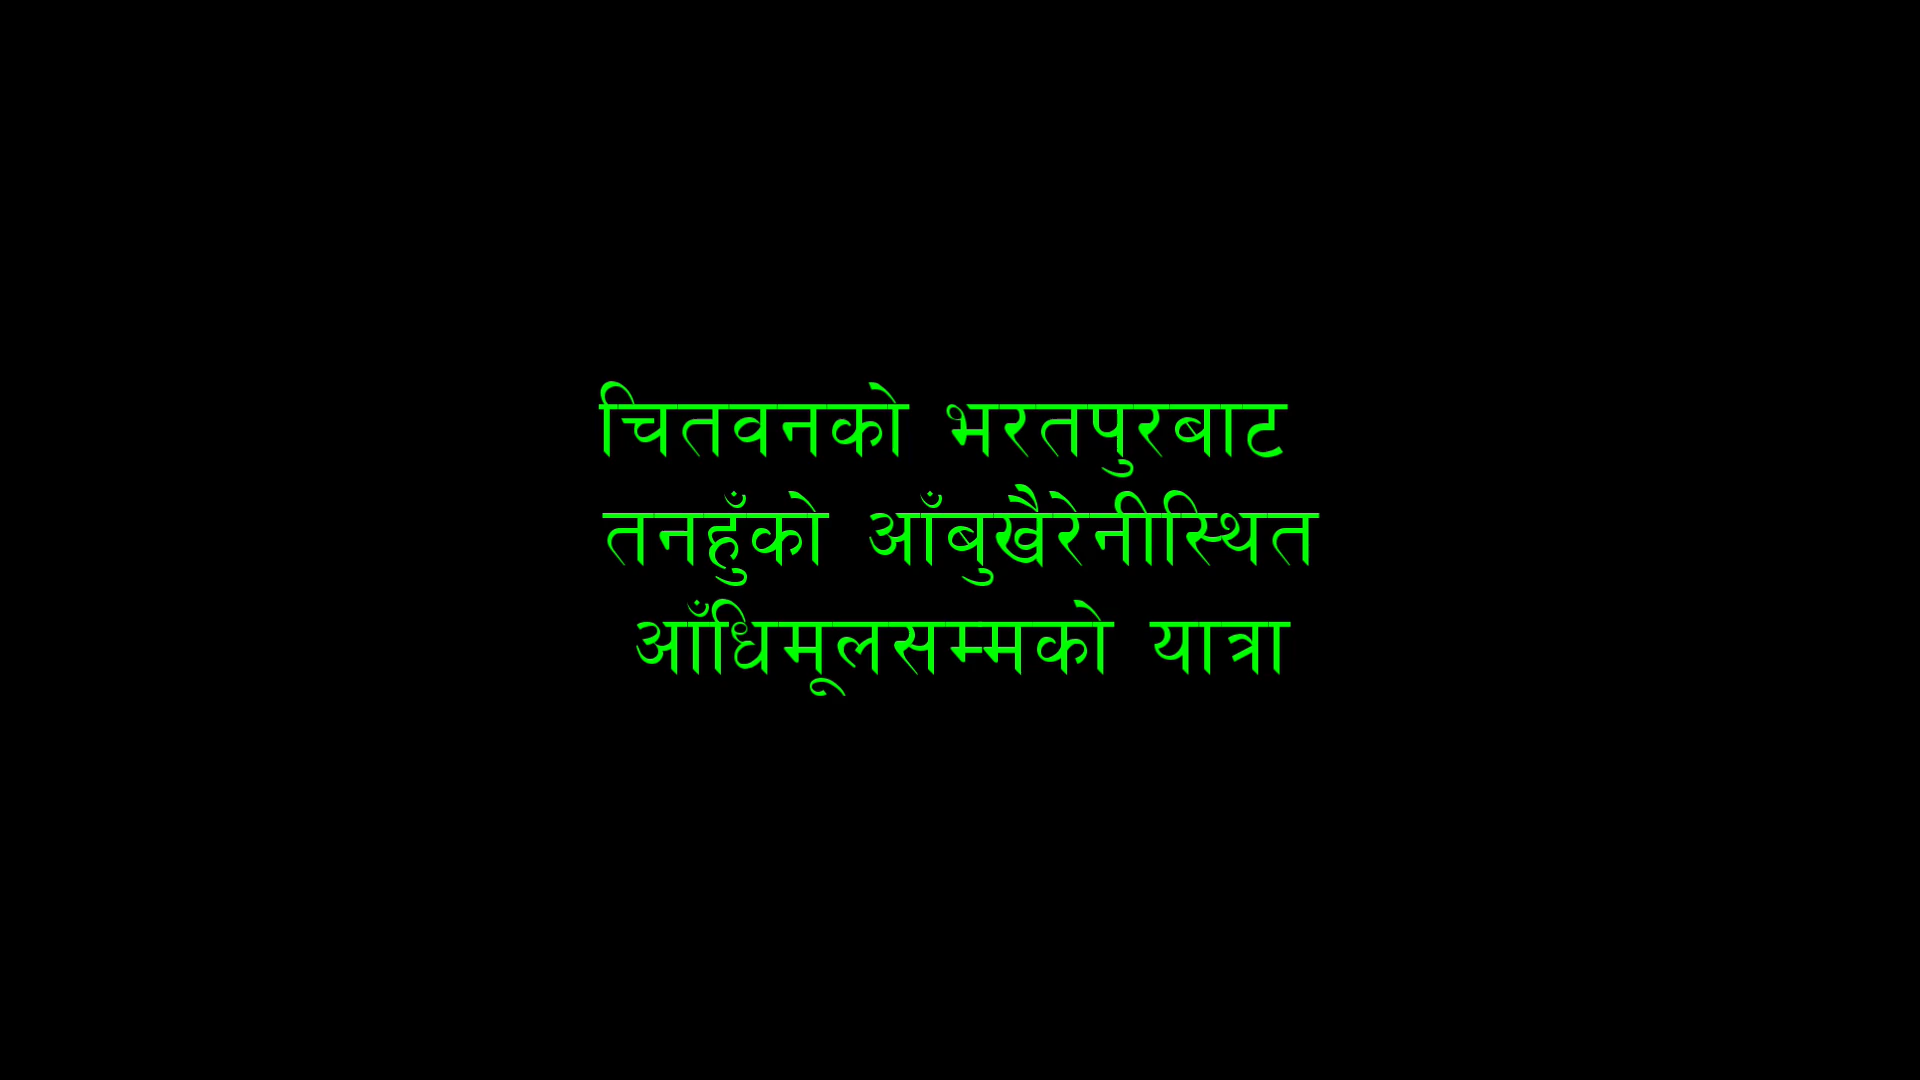 चितवनको भरतपुरबाट
तनहुँको आँबुखैरेनीस्थित
आँधिमूलसम्मको यात्रा